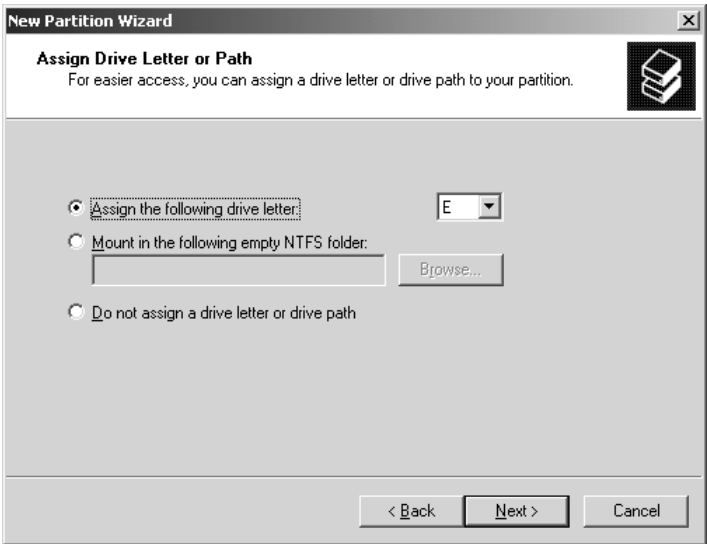 New Partition Wizard
Assign Drive Letter or Path
For easier access, you can assign a drive letter or drive path to your partition.
Assign the following drive letter: E
Mount in the following empty NTFS folder:
Browse...
Do not assign a drive letter or drive path
< Back Next > Cancel